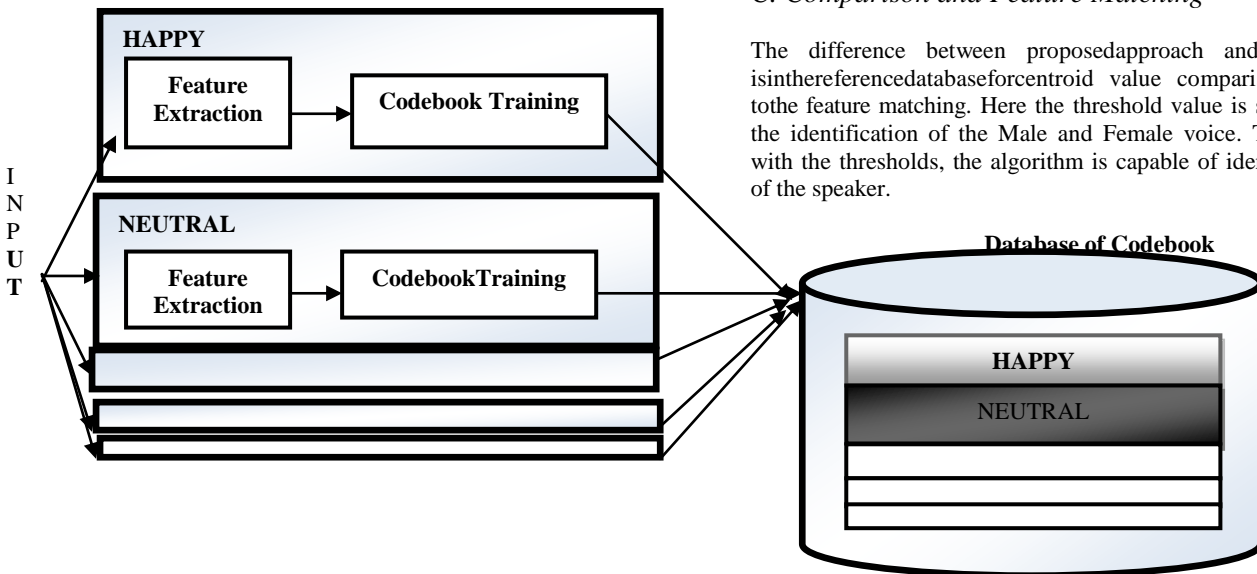 HAPPY
Feature
Extraction
Codebook Training
I
N
P
U
T
NEUTRAL
Feature
Extraction
CodebookTraining
C. Comparison and Feature Matching
The difference between proposedapproach and
isinthereferencedatabaseforcentroid value
tothe feature matching. Here the threshold value is
the identification of the Male and Female voice.
with the thresholds, the algorithm is capable of
of the speaker.
Database of Codebook
HAPPY
NEUTRAL